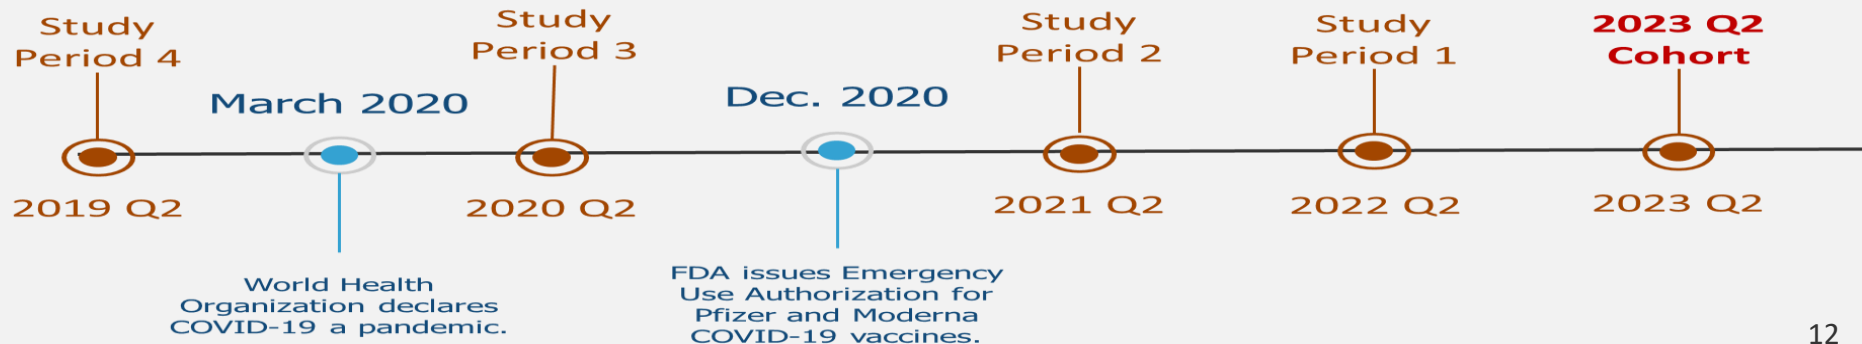 Study
Period 4
March 2020
Study
Period 3
Dec. 2020
Study
Period 2
Study
Period 1
2023 Q2
Cohort
2019 Q2
2020 Q2
2021 Q2
2022 Q2
2023 Q2
World Health
Organization declares
COVID-19 a pandemic.
FDA issues Emergency
Use Authorization for
Pfizer and Moderna
COVID-19 vaccines.
12